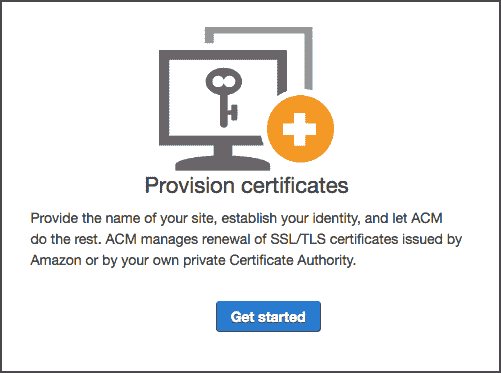 Provision certificates
Provide the name of your site, establish your identity, and let ACM
do the rest. ACM manages renewal of SSL/TLS certificates issued by
Amazon or by your own private Certificate Authority.
Get started